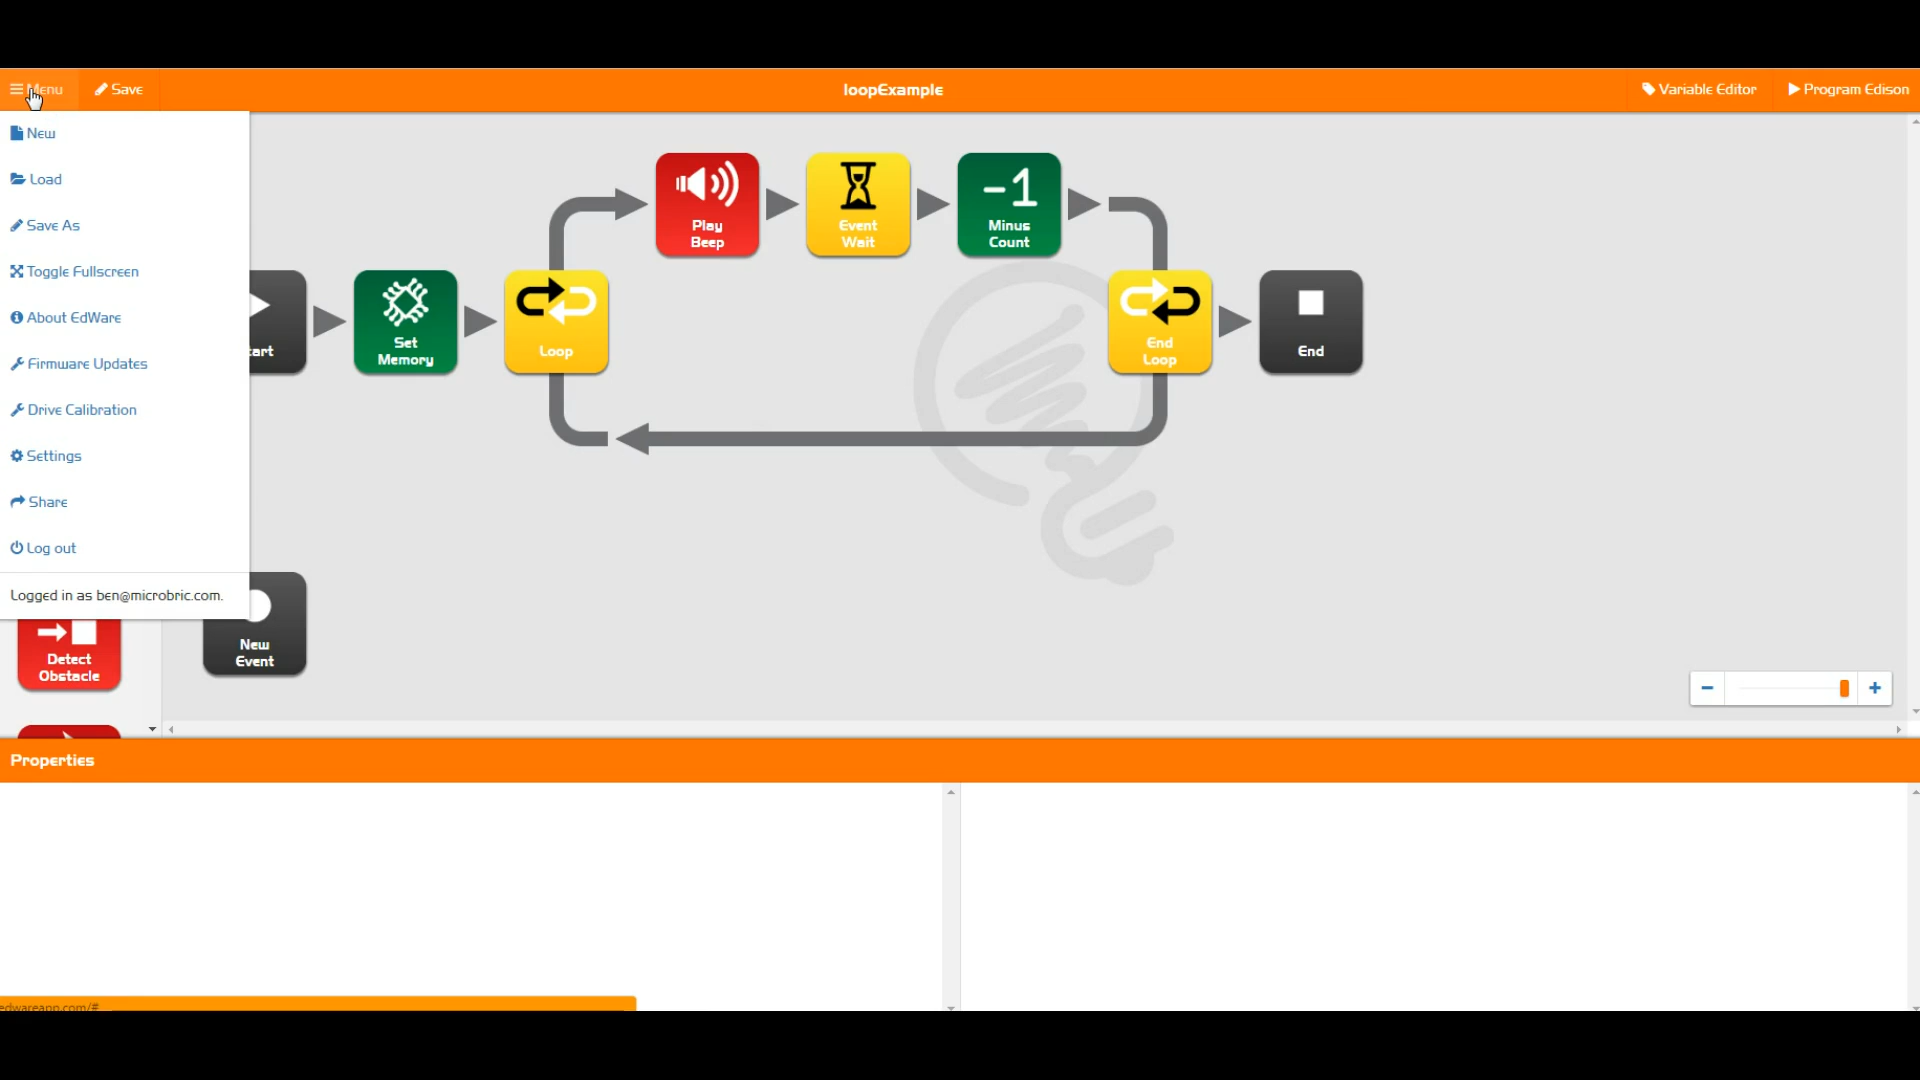 Menu
Save
loopExample
Variable Editor
Program Edison
New
Load
Save As
Toggle Fullscreen
About EdWare
Firmware Updates
Drive Calibration
Settings
Share
Log out
Logged in as ben@microbric.com.
Play
Beep
Event
Wait
-1
Minus
Count
art
Set
Memory
Loop
End
Loop
End
New
Event
Detect
Obstacle
Properties
edwareapp.com/#